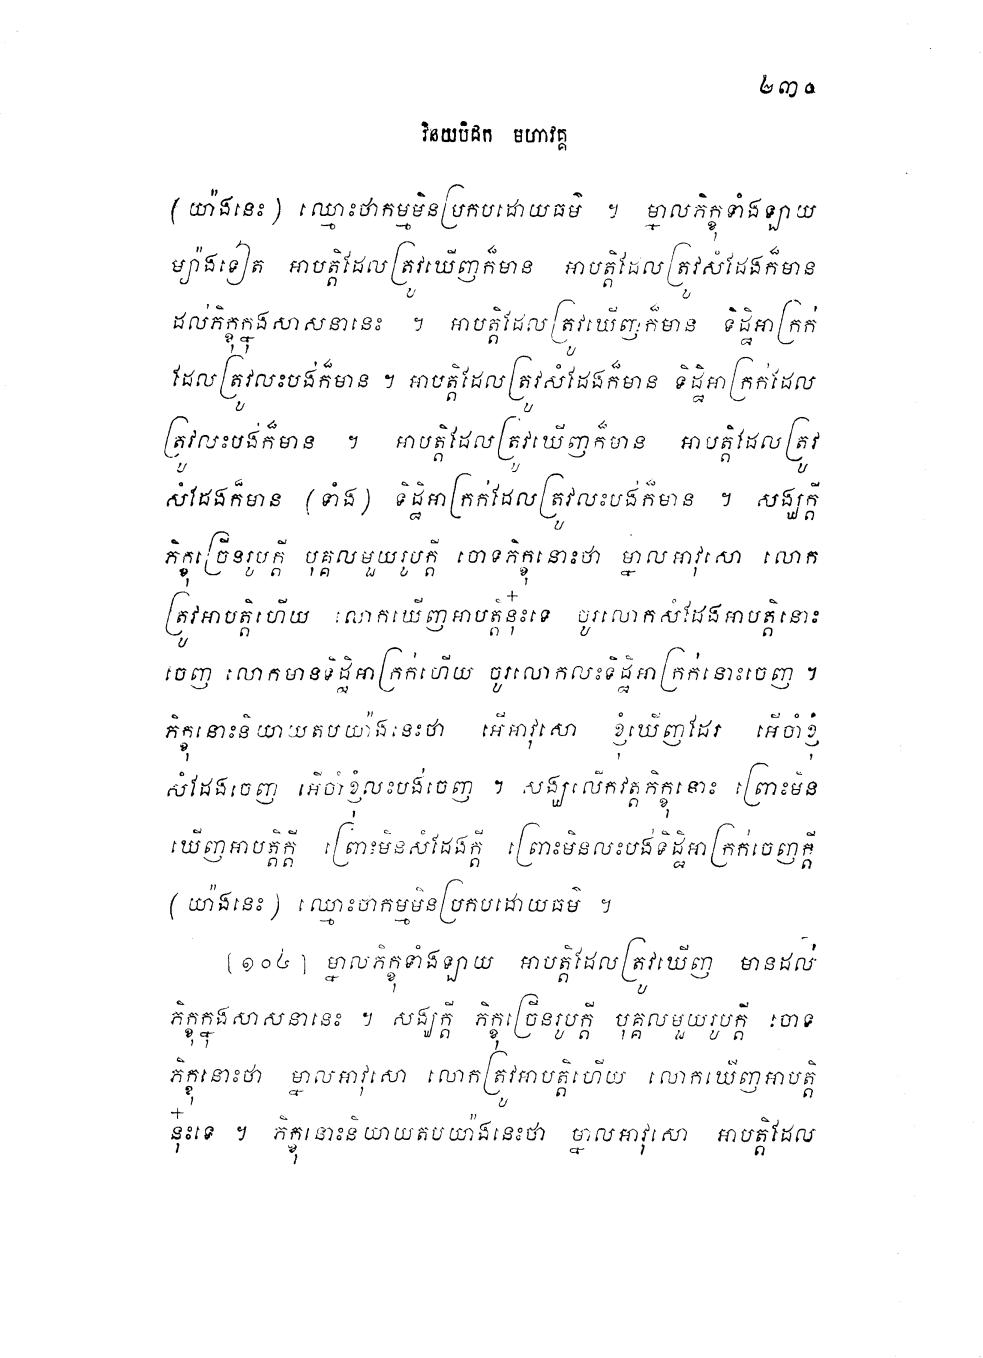 ២៣១
វិនយបិដក មហាវគ្គ
(យ៉ាងនេះ) ឈ្មោះថាកម្មមិនប្រកបដោយធម៌ ។ ម្នាលភិក្ខុទាំងឡាយ
ម្យ៉ាងទៀត អាបត្តិដែលត្រូវឃើញក៏មាន អាបត្តិដែលត្រូវសំដែងក៏មាន
ដល់ភិក្ខុក្នុងសាសនានេះ ។ អាបត្តិដែលត្រូវឃើញក៏មាន ទិដ្ឋិអាក្រក់
ដែលត្រូវលះបង់ក៏មាន ។ អាបត្តិដែលត្រូវសំដែងក៏មាន ទិដ្ឋិអាក្រក់ដែល
ត្រូវលះបង់ក៏មាន ។ អាបត្តិដែលត្រូវឃើញក៏មាន អាបត្តិដែលត្រូវ
សំដែងក៏មាន (ទាំង) ទិដ្ឋិអាក្រក់ដែលត្រូវលះបង់ក៏មាន ។ សង្ឃក្តី
ភិក្ខុច្រើនរូបក្តី បុគ្គលមួយរូបក្តី ចោទភិក្ខុនោះថា ម្នាលអាវុសោ លោក
ត្រូវអាបត្តិហើយ លោកឃើញអាបត្តិនុ៎ះទេ ចូរលោកសំដែងអាបត្តិនោះ
ចេញ លោកមានទិដ្ឋិអាក្រក់ហើយ ចូរលោកលះទិដ្ឋិអាក្រក់នោះចេញ ។
ភិក្ខុនោះនិយាយតបយ៉ាងនេះថា អើអាវុសោ ខ្ញុំឃើញដែរ អើចាំខ្ញុំ
សំដែងចេញ អើចាំខ្ញុំលះបង់ចេញ ។ សង្ឃលើកវត្តភិក្ខុនោះ ព្រោះមិន
ឃើញអាបត្តិក្តី ព្រោះមិនសំដែងក្តី ព្រោះមិនលះបង់ទិដ្ឋិអាក្រក់ចេញក្តី
(យ៉ាងនេះ) ឈ្មោះថាកម្មមិនប្រកបដោយធម៌ ។
[១០៤] ម្នាលភិក្ខុទាំងឡាយ អាបត្តិដែលត្រូវឃើញ មានដល់
ភិក្ខុក្នុងសាសនានេះ ។ សង្ឃក្តី ភិក្ខុច្រើនរូបក្តី បុគ្គលមួយរូបក្តី ចោទ
ភិក្ខុនោះថា ម្នាលអាវុសោ លោកត្រូវអាបត្តិហើយ លោកឃើញអាបត្តិ
នុ៎ះទេ ។ ភិក្ខុនោះនិយាយតបយ៉ាងនេះថា ម្នាលអាវុសោ អាបត្តិដែល